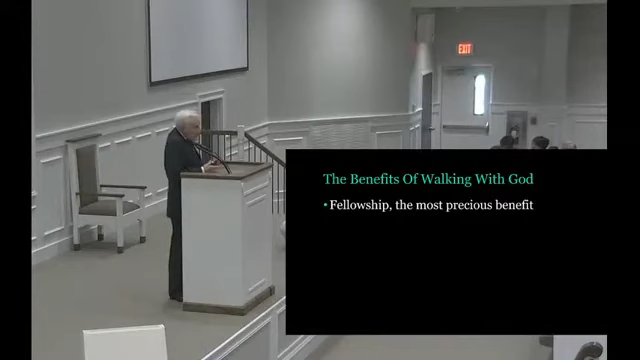 EXIT
The Benefits Of Walking With God
• Fellowship, the most precious benefit